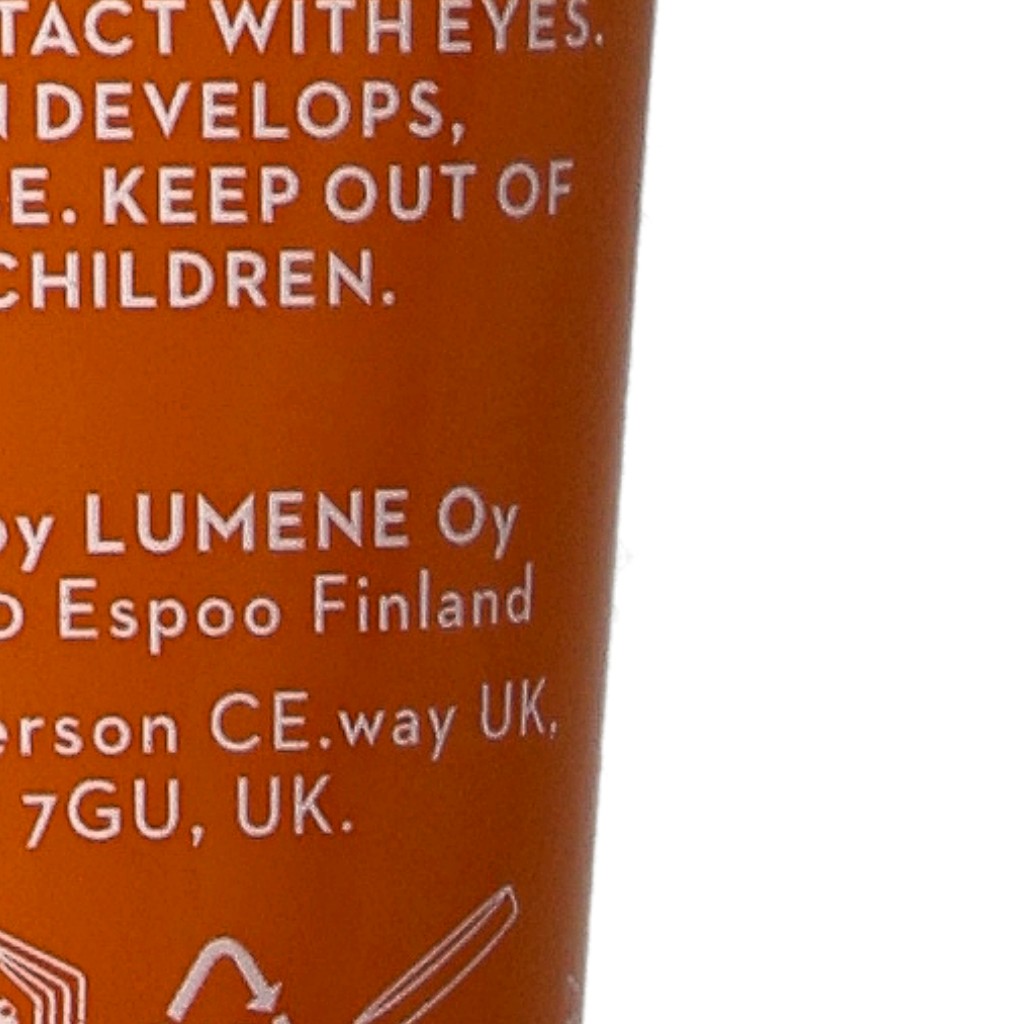 TACT WITH EYES.
DEVELOPS,
E. KEEP OUT OF
CHILDREN.
by LUMENE Oy
Espoo Finland
erson CE.way UK,
7GU, UK.